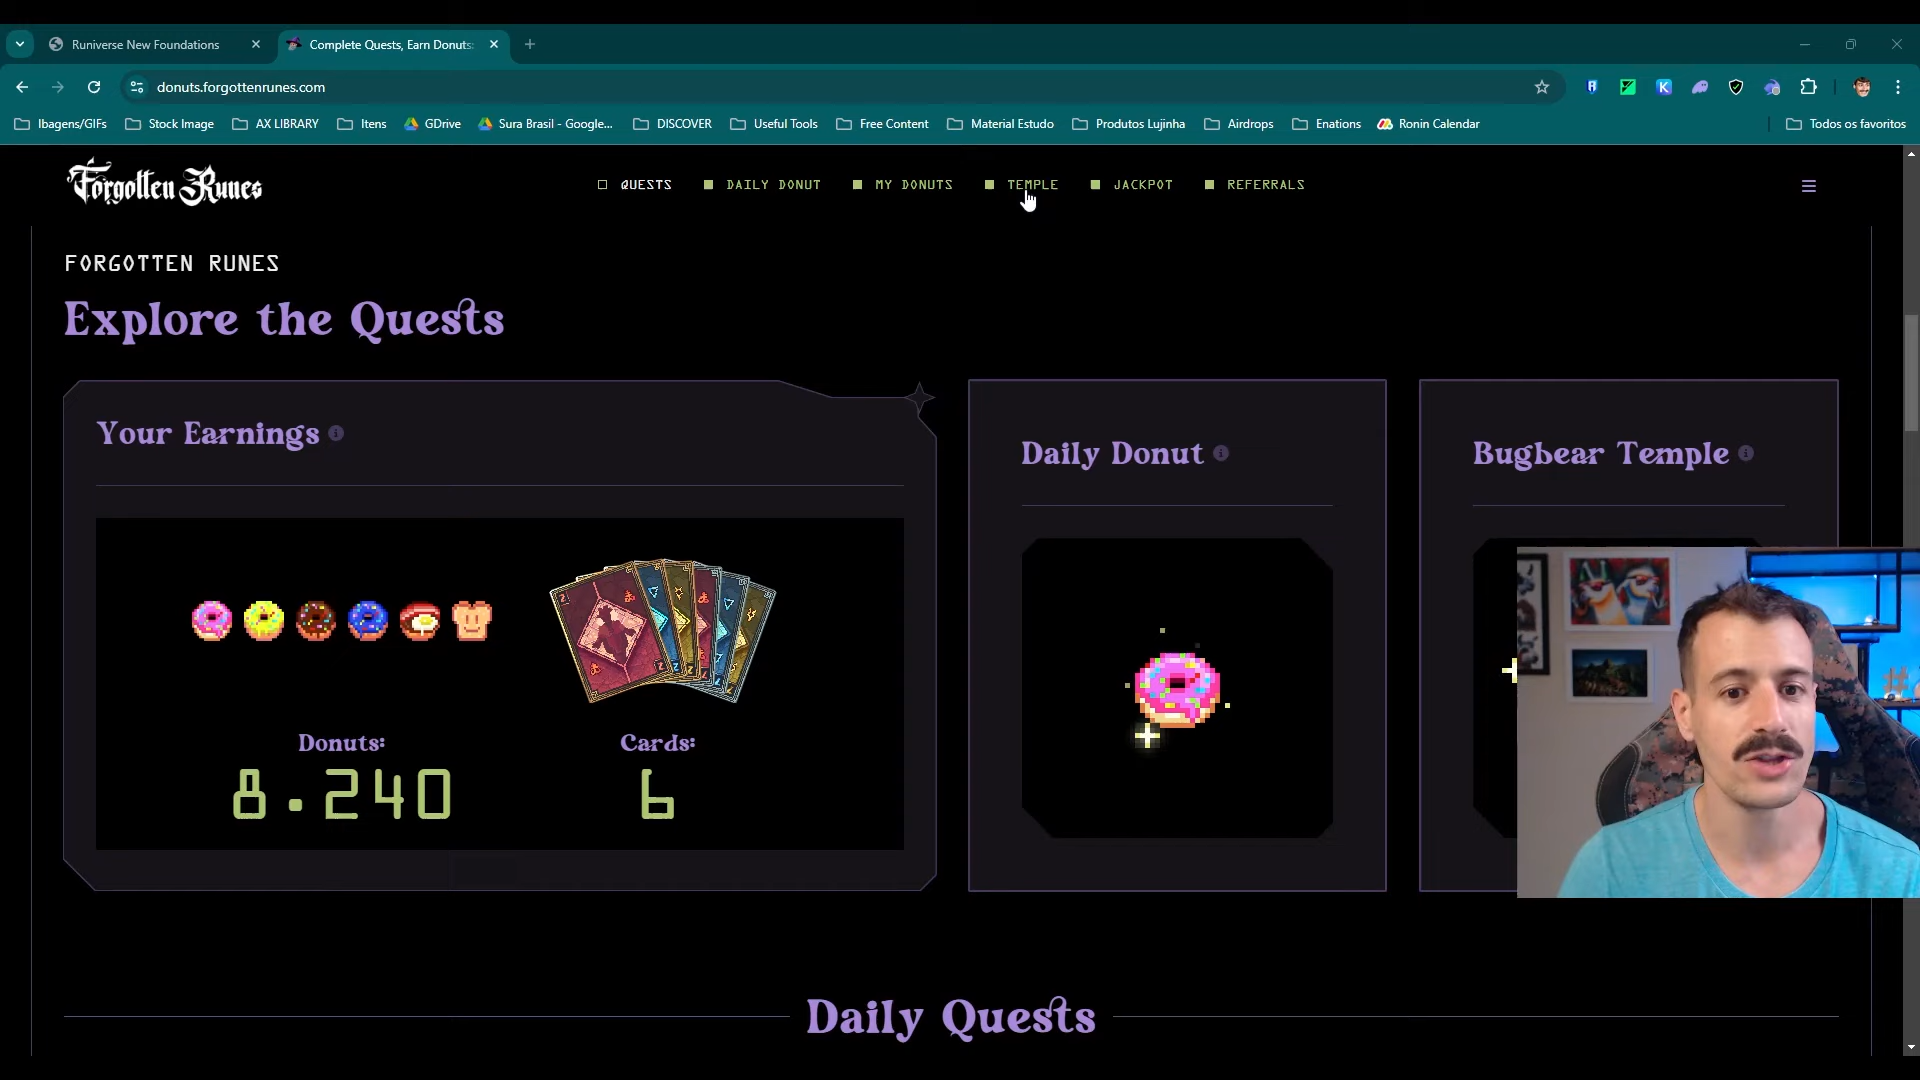 Runiverse New Foundations
Complete Quests, Earn Donuts:
donuts.forgottenrunes.com
Ibagens/GIFs
Stock Image
AX LIBRARY
Itens
GDrive
Sura Brasil - Google...
DISCOVER
Useful Tools
Free Content
Material Estudo
Produtos Lujinha
Airdrops
Enations
Ronin Calendar
Todos os favoritos
Forgotten Runes
QUESTS
DAILY DONUT
MY DONUTS
TEMPLE
JACKPOT
REFERRALS
FORGOTTEN RUNES
Explore the Quests
Your Earnings
Donuts:
8.240
Cards:
6
Daily Donut
Bugbear Temple
Daily Quests